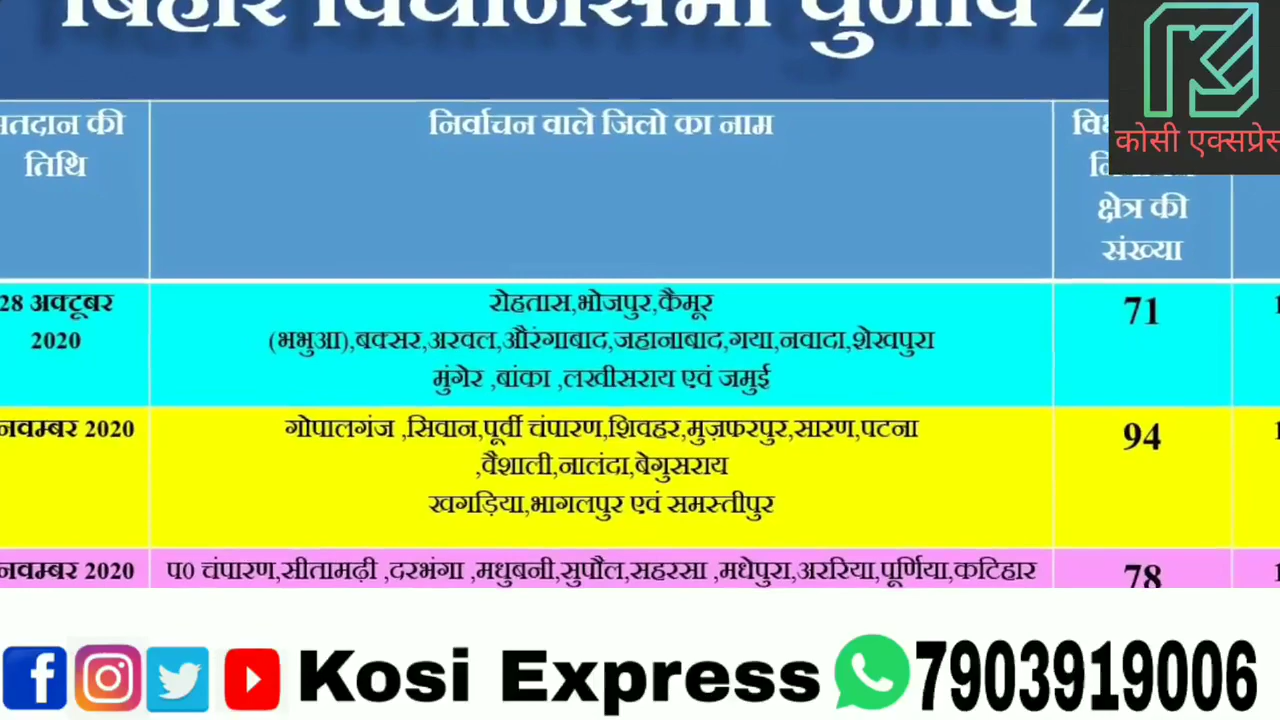 बिहार विधानसभा चुनाव 2
कोसी एक्सप्रेस
मतदान की
तिथि
निर्वाचन वाले जिलो का नाम
क्षेत्र की
संख्या
28 अक्टूबर
2020
रोहतास,भोजपुर,कैमूर
(भभुआ),बक्सर,अरवल,औरंगाबाद,जहानाबाद,गया,नवादा,शेखपुरा
मुंगेर ,बांका ,लखीसराय एवं जमुई
71
नवम्बर 2020
गोपालगंज ,सिवान,पूर्वी चंपारण,शिवहर,मुज़फरपुर,सारण,पटना
,वैशाली,नालंदा,बेगुसराय
खगड़िया,भागलपुर एवं समस्तीपुर
94
नवम्बर 2020
प0 चंपारण,सीतामढ़ी ,दरभंगा ,मधुबनी,सुपौल,सहरसा ,मधेपुरा,अररिया,पूर्णिया,कटिहार
78
Kosi Express
7903919006